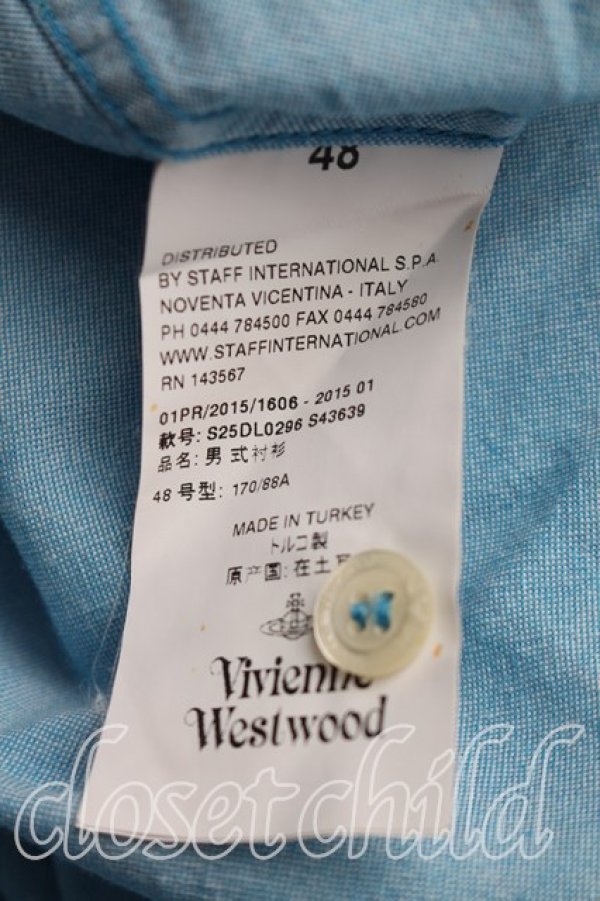 48
DISTRIBUTED
BY STAFF INTERNATIONAL S.P.A
NOVENTA VICENTINA - ITALY
PH 0444 784500 FAX 0444 784580
WWW.STAFFINTERNATIONAL.COM
RN 143567
01PR/2015/1606 - 2015 01
款号: S25DL0296 S43639
品名: 男式衬衫
48 号型: 170/88A
MADE IN TURKEY
トルコ製
原产国: 在土
Vivienne
Westwood
closet child